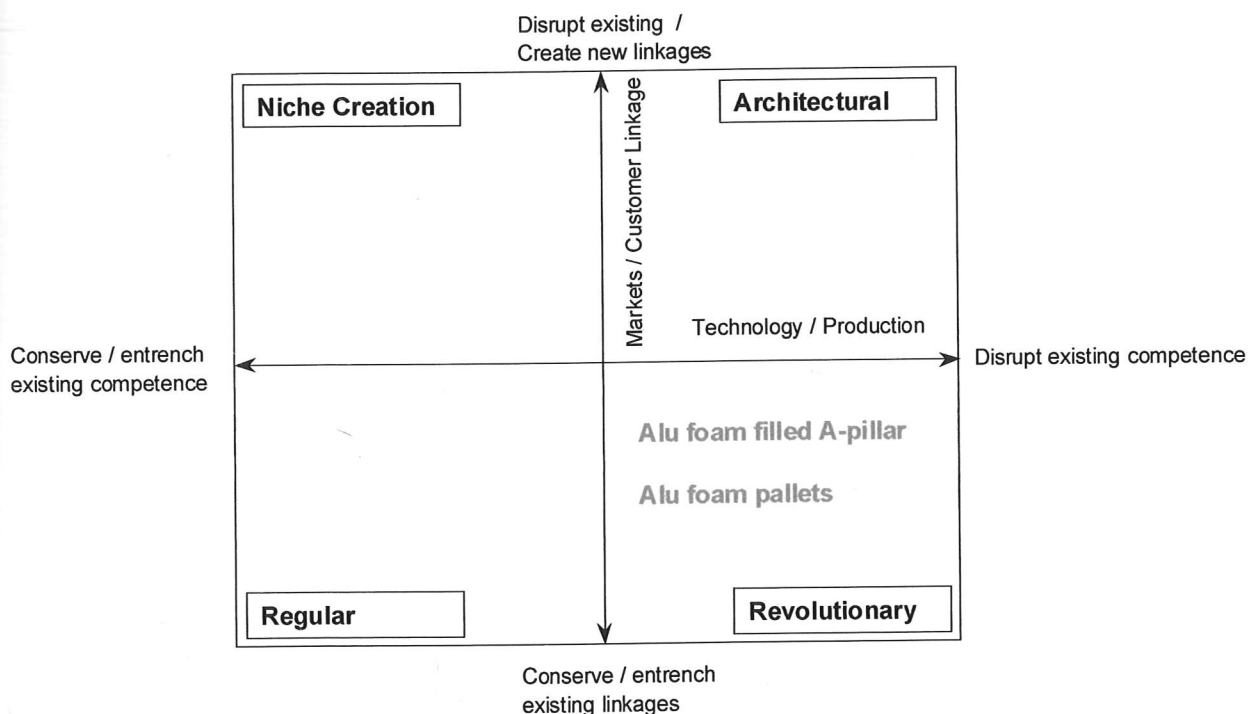 Disrupt existing /
Create new linkages
Niche Creation
Architectural
Markets / Customer Linkage
Technology / Production
Conserve / entrench
existing competence
Disrupt existing competence
Alu foam filled A-pillar
Alu foam pallets
Regular
Revolutionary
Conserve / entrench
existing linkages